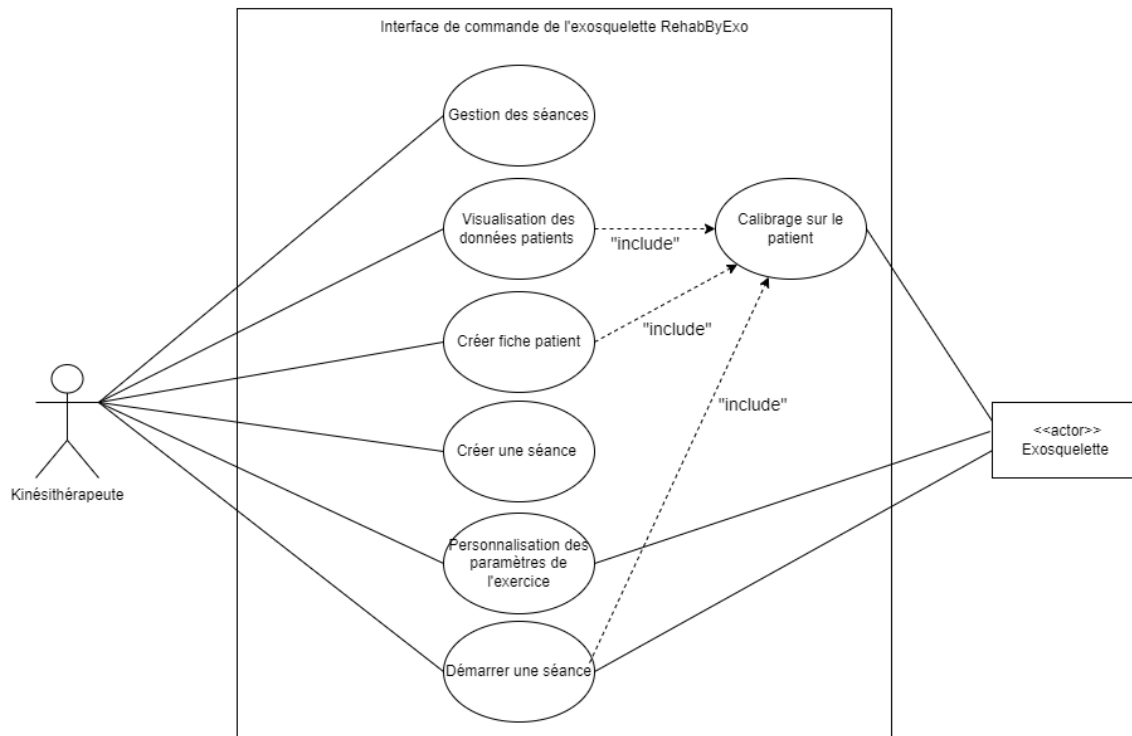 Interface de commande de l'exosquelette RehabByExo
Gestion des séances
Visualisation des
données patients
"include"
Calibrage sur le
patient
Créer fiche patient
"include"
"include"
Créer une séance
<<actor>>
Exosquelette
Kinésithérapeute
Personnalisation des
paramètres de
l'exercice
Démarrer une séance